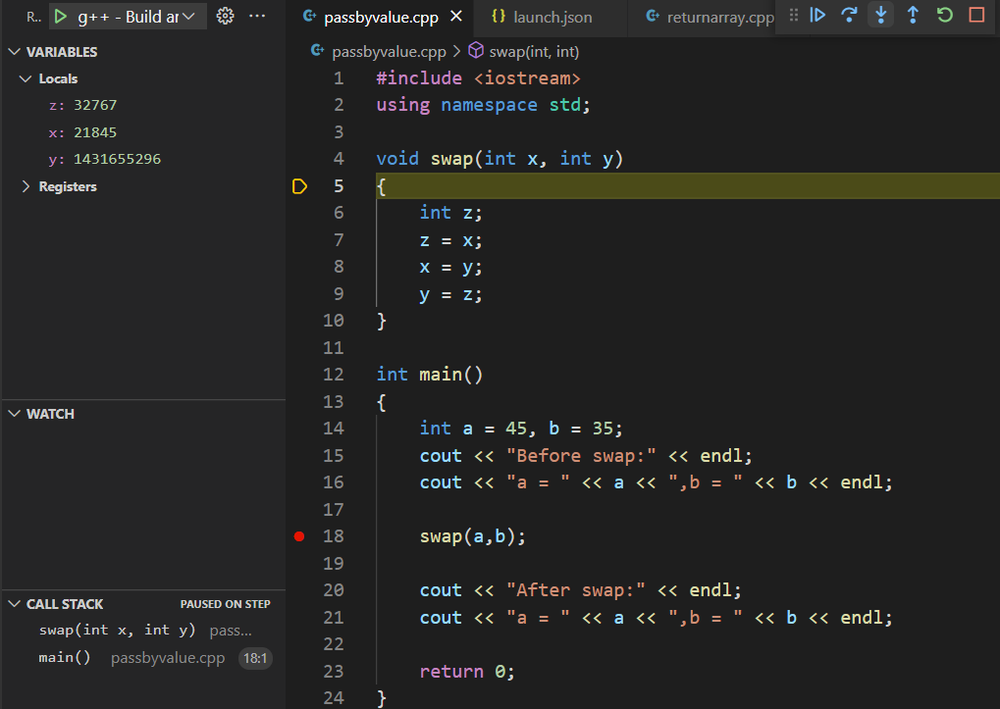 R.. g++ - Build ar ...
passbyvalue.cpp
{} launch.json
returnarray.cpp
VARIABLES
Locals
z: 32767
x: 21845
y: 1431655296
Registers
WATCH
CALL STACK PAUSED ON STEP
swap(int x, int y) pass...
main() passbyvalue.cpp 18:1
passbyvalue.cpp > swap(int, int)
1 #include <iostream>
2 using namespace std;
3
4 void swap(int x, int y)
5 {
6 int z;
7 z = x;
8 x = y;
9 y = z;
10 }
11
12 int main()
13 {
14 int a = 45, b = 35;
15 cout << "Before swap:" << endl;
16 cout << "a = " << a << ",b = " << b << endl;
17
18 swap(a,b);
19
20 cout << "After swap:" << endl;
21 cout << "a = " << a << ",b = " << b << endl;
22
23 return 0;
24 }